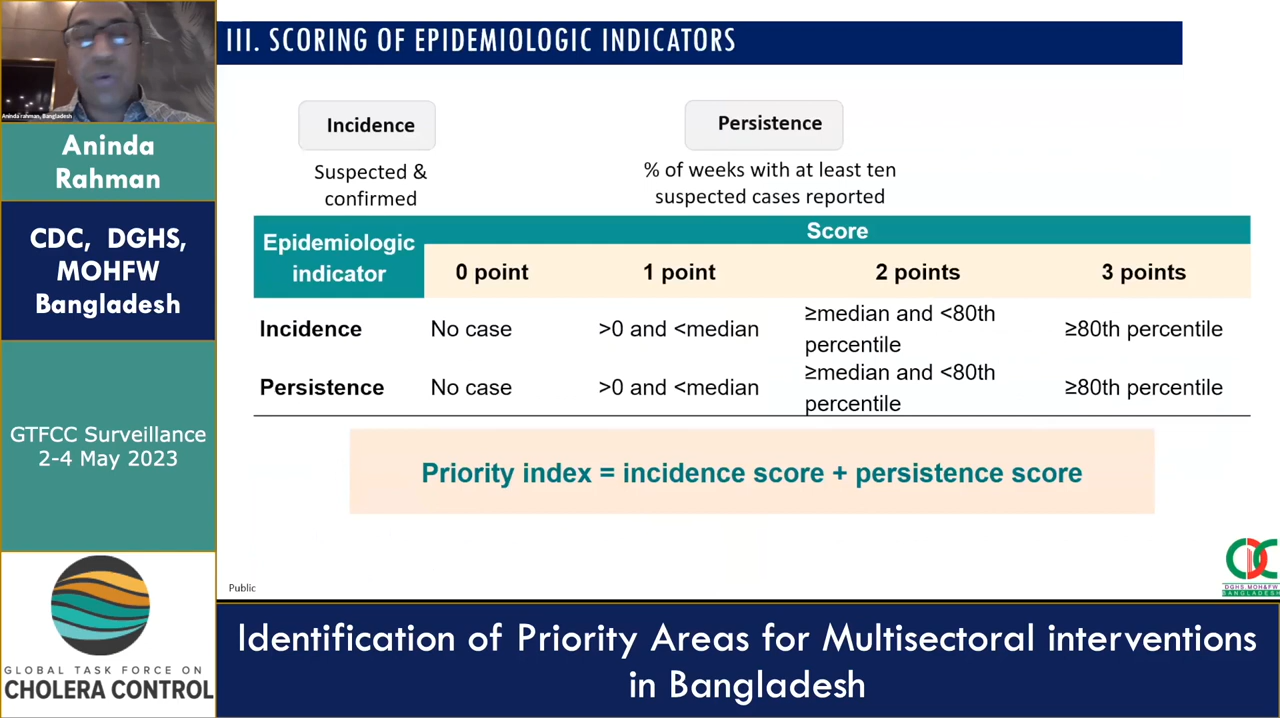 III. SCORING OF EPIDEMIOLOGIC INDICATORS
Aninda rahman, Bangladesh
Aninda
Rahman
CDC, DGHS,
MOHFW
Bangladesh
GTFCC Surveillance
2-4 May 2023
GLOBAL TASK FORCE ON
CHOLERA CONTROL
Incidence
Suspected &
confirmed
Persistence
% of weeks with at least ten
suspected cases reported
Epidemiologic
indicator
Score
0 point 1 point 2 points 3 points
Incidence No case >0 and <median ≥median and <80th
percentile ≥80th percentile
Persistence No case >0 and <median ≥median and <80th
percentile ≥80th percentile
Priority index = incidence score + persistence score
Public
DGHS.MOH&FW
BANGLADESH
Identification of Priority Areas for Multisectoral interventions
in Bangladesh